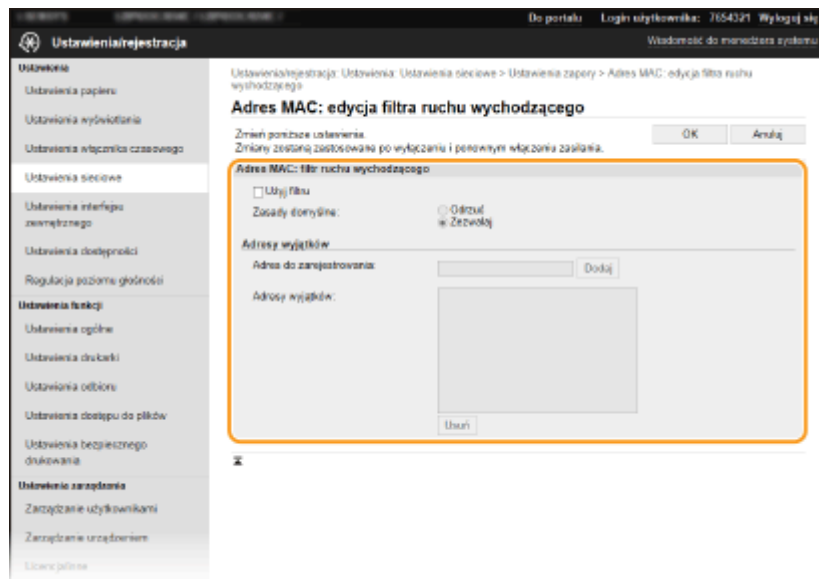 Do portalu Login użytkownika: 7654321 Wyloguj się
Ustawienia/rejestracja
Wiadomość do menedżera systemu
Ustawienia
Ustawienia papieru
Ustawienia wyświetlania
Ustawienia włącznika czasowego
Ustawienia sieciowe
Ustawienia interfejsu
zewnętrznego
Ustawienia dostępności
Regulacja poziomu głośności
Ustawienia funkcji
Ustawienia ogólne
Ustawienia drukarki
Ustawienia odbioru
Ustawienia dostępu do plików
Ustawienia bezpiecznego
drukowania
Ustawienia zarządzania
Zarządzanie użytkownikami
Zarządzanie urządzeniem
Ustawienia/rejestracja: Ustawienia: Ustawienia sieciowe > Ustawienia zapory > Adres MAC: edycja filtra ruchu
wychodzącego
Adres MAC: edycja filtra ruchu wychodzącego
Zmień poniższe ustawienia.
Zmiany zostaną zastosowane po wyłączaniu i ponownym włączaniu zasilania.
OK Anuluj
Adres MAC: filtr ruchu wychodzącego
Użyj filtru
Zasady domyślne:
Odrzuć
Zezwalaj
Adresy wyjątków
Adres do zarejestrowania:
Dodaj
Adresy wyjątków:
Usuń